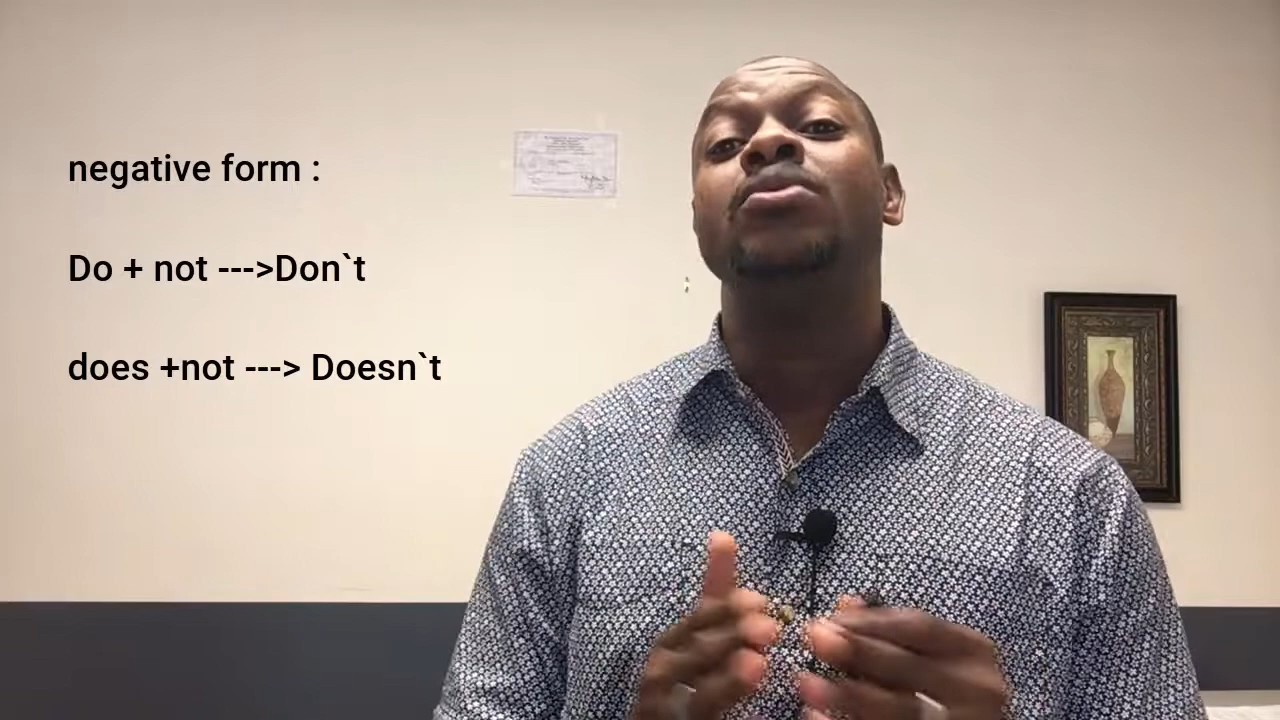 negative form :
Do + not --->Don`t
does +not ---> Doesn`t